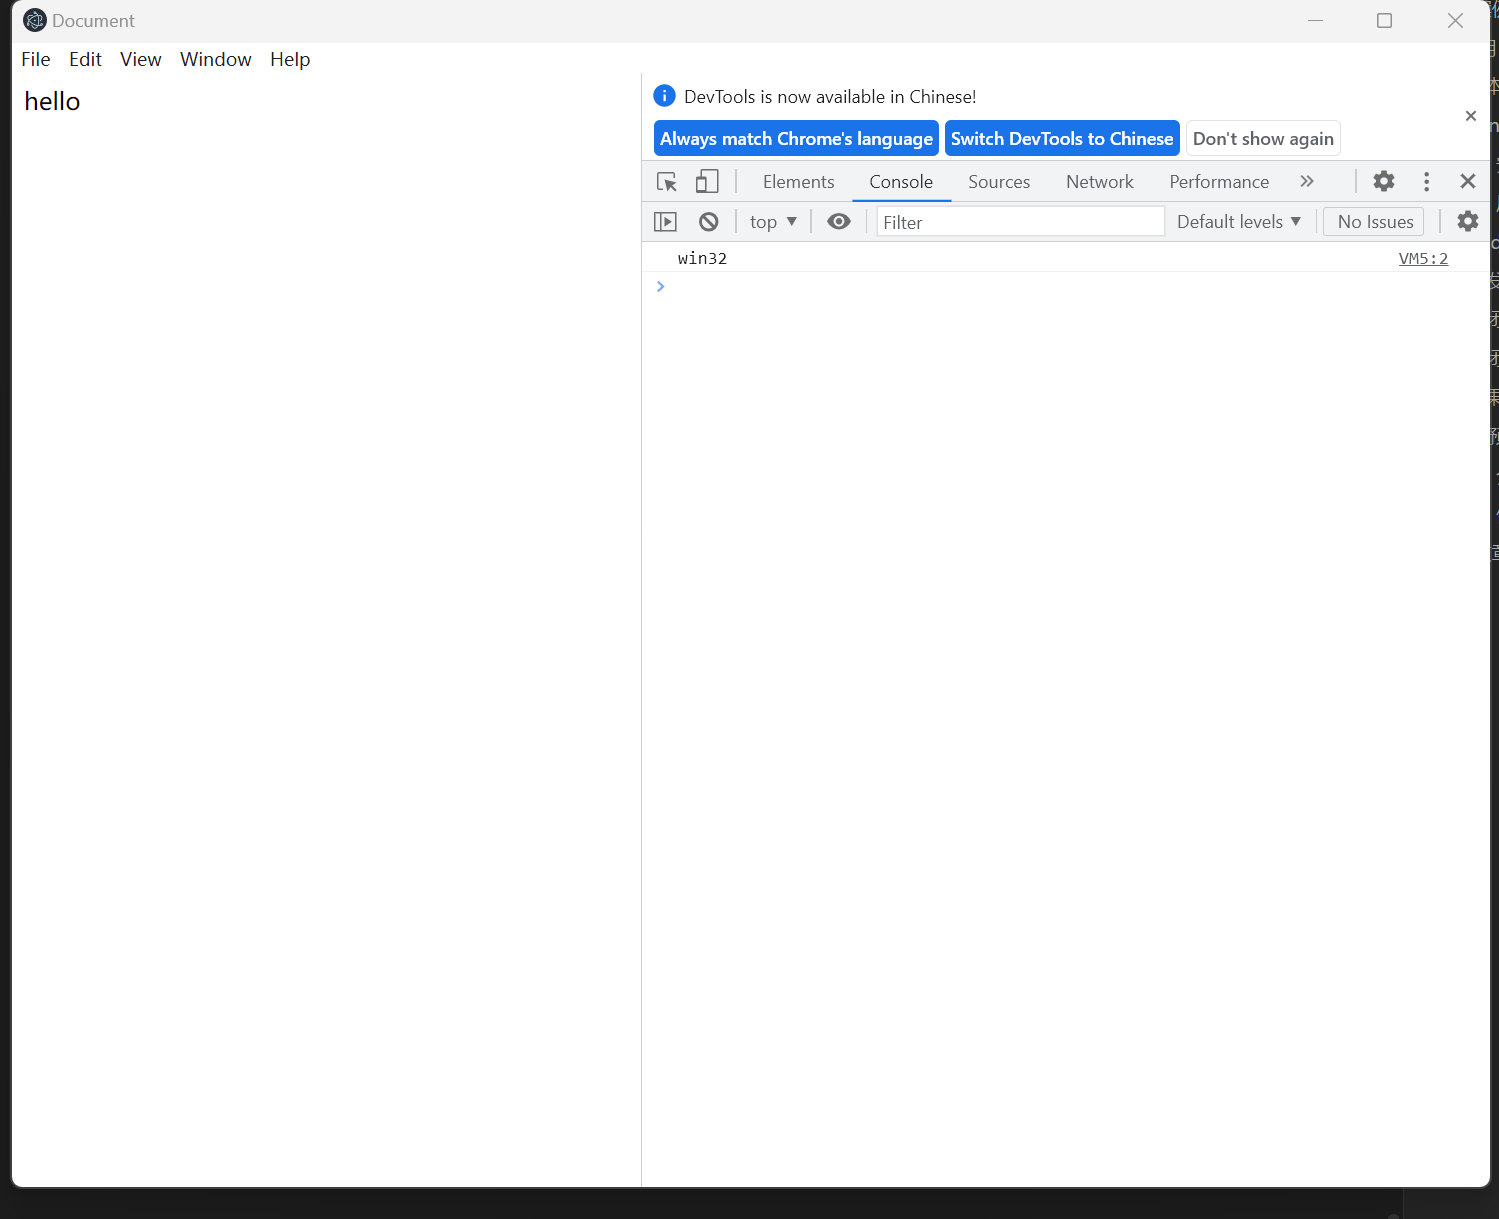 Document
File Edit View Window Help
hello
DevTools is now available in Chinese!
Always match Chrome's language Switch DevTools to Chinese Don't show again
Elements Console Sources Network Performance
top Filter Default levels No Issues
win32 VM5:2